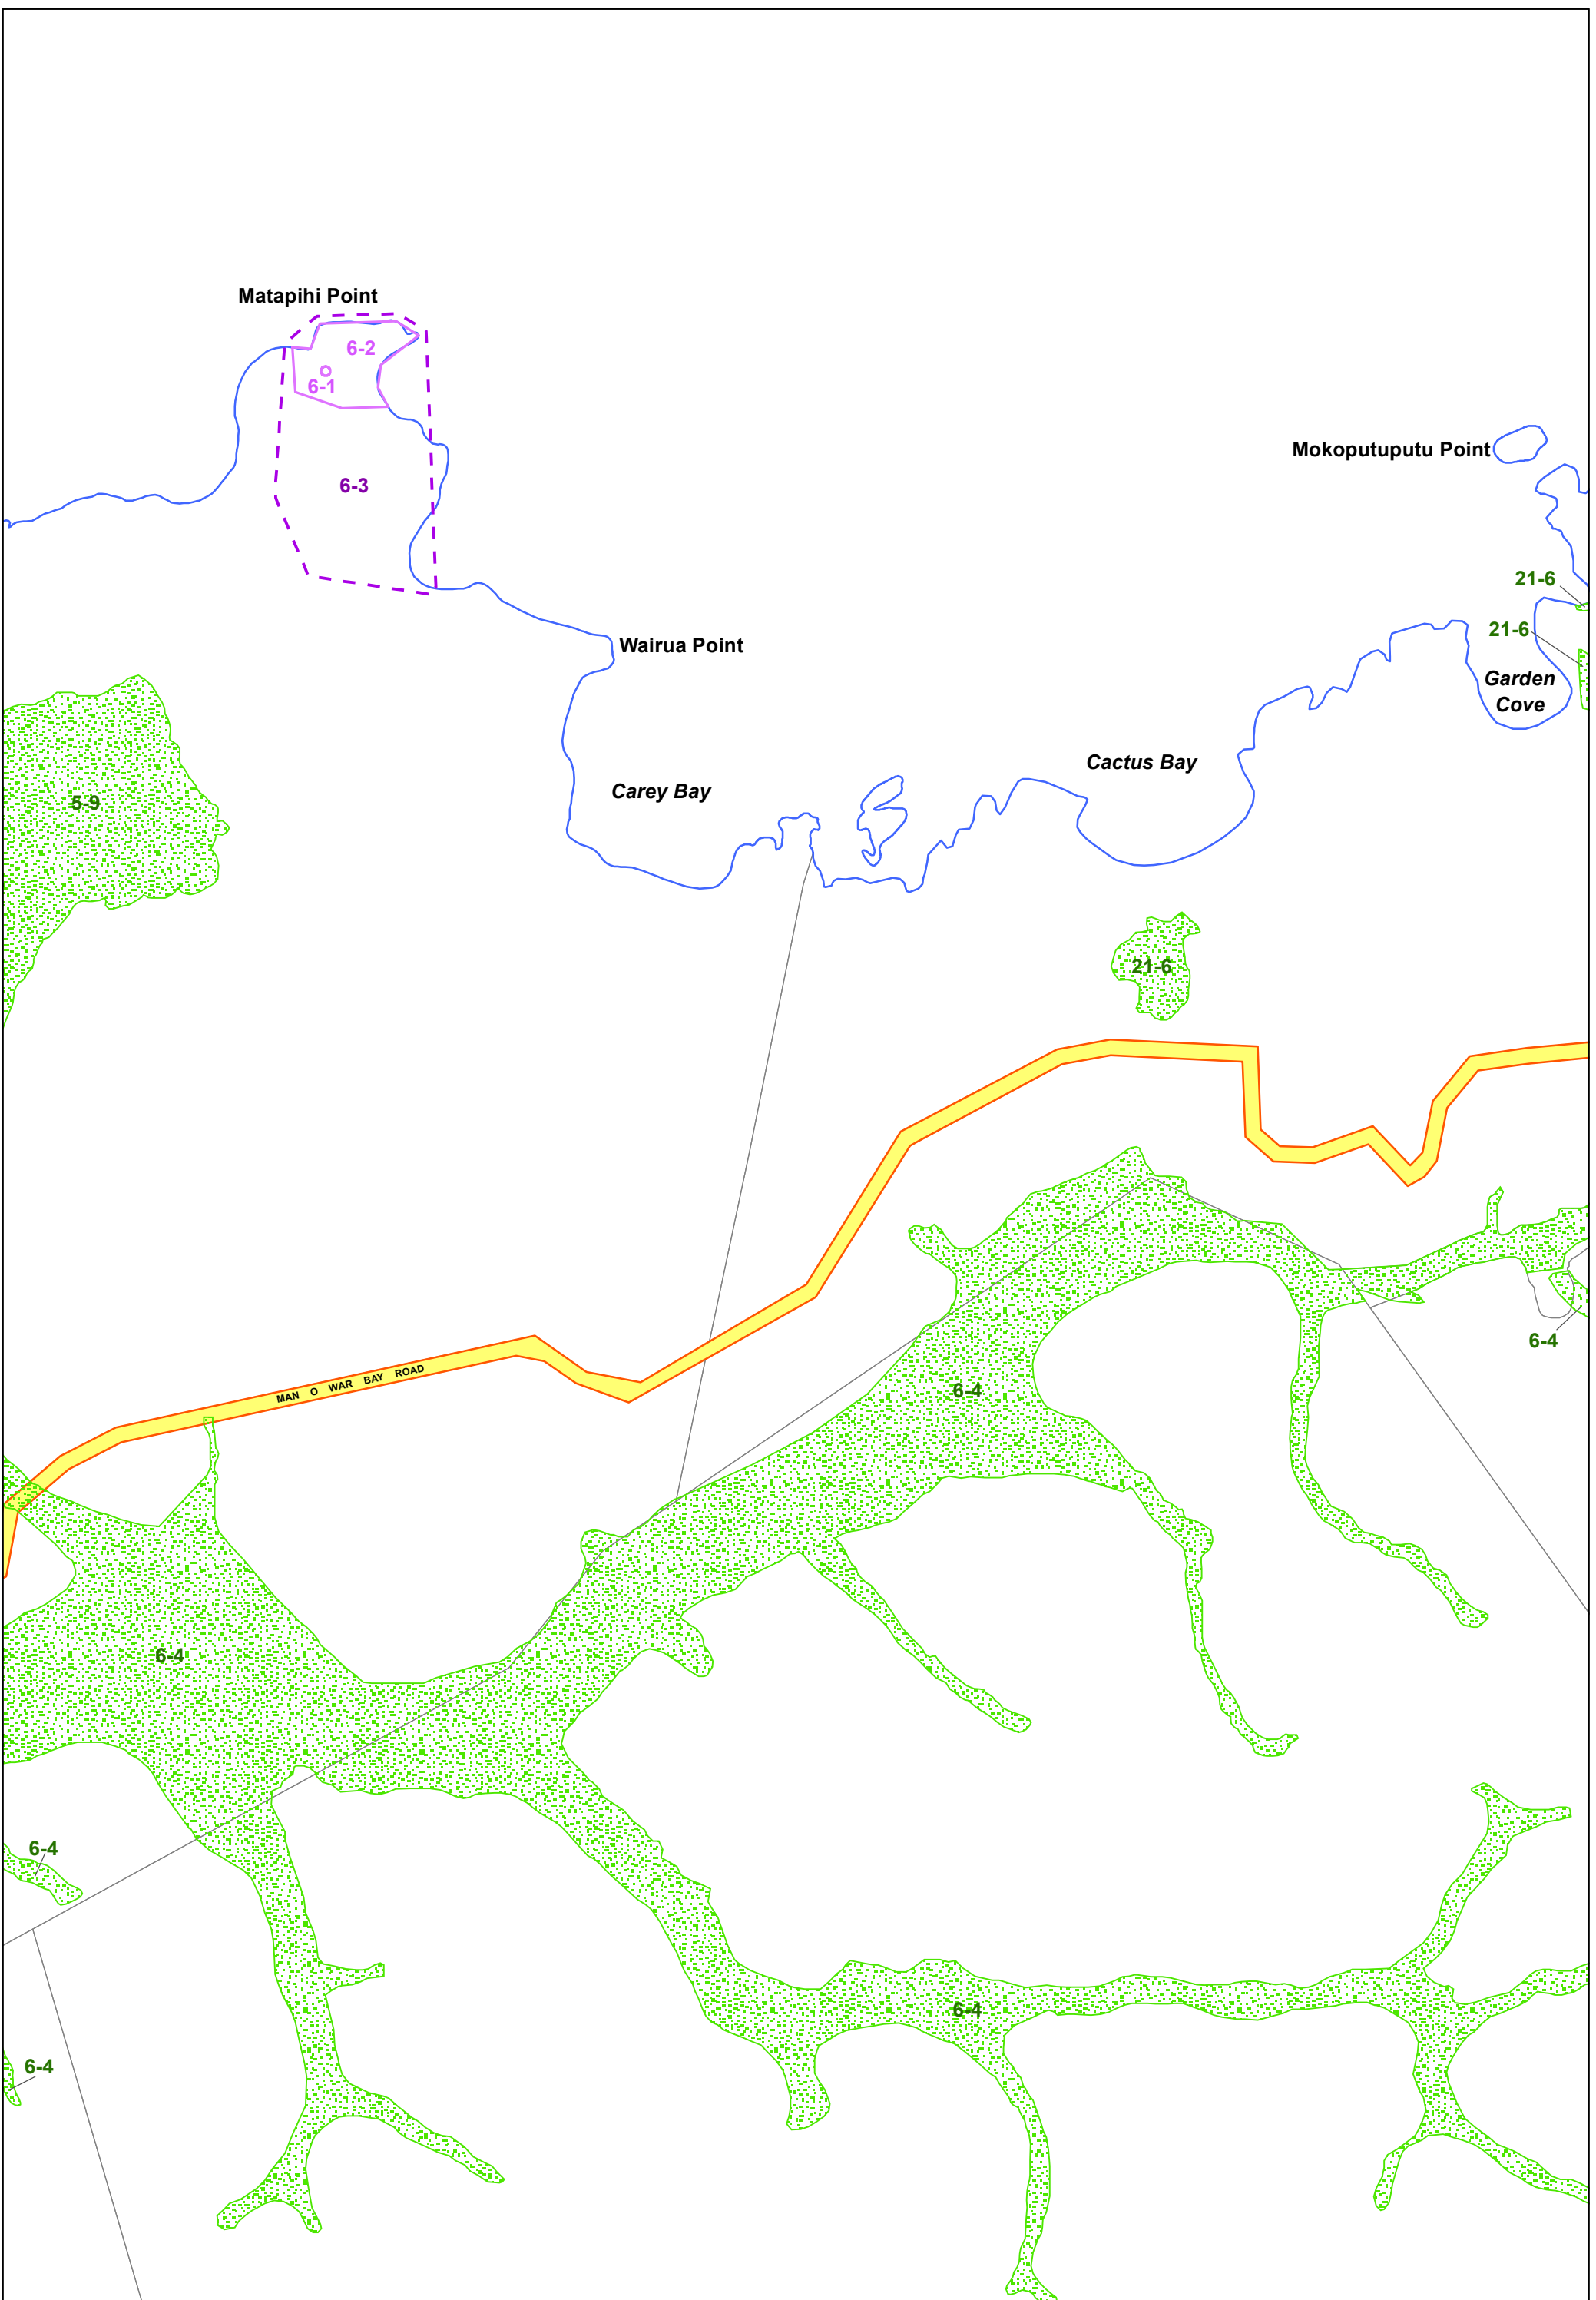 Matapihi Point
6-2
6-1
Mokoputuputu Point
6-3
21-6
21-6
Wairua Point
Garden
Cove
Cactus Bay
Carey Bay
5-9
21-6
6-4
MAN O WAR BAY ROAD
6-4
6-4
6-4
6-4
6-4